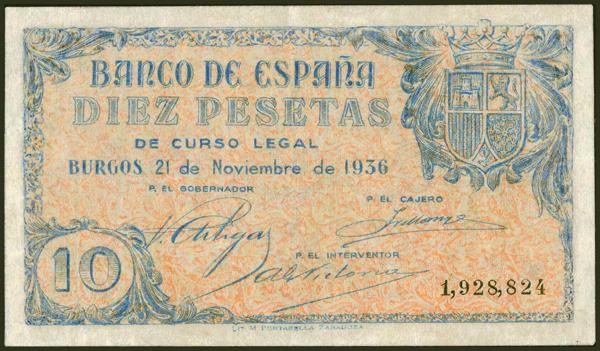 BANCO DE ESPAÑA
DIEZ PESETAS
DE CURSO LEGAL
BURGOS 21 de Noviembre de 1936
P. EL GOBERNADOR
P. EL CAJERO
P. EL INTERVENTOR
10
1,928,824
LIT. M. PORTABELLA ZARAGOZA